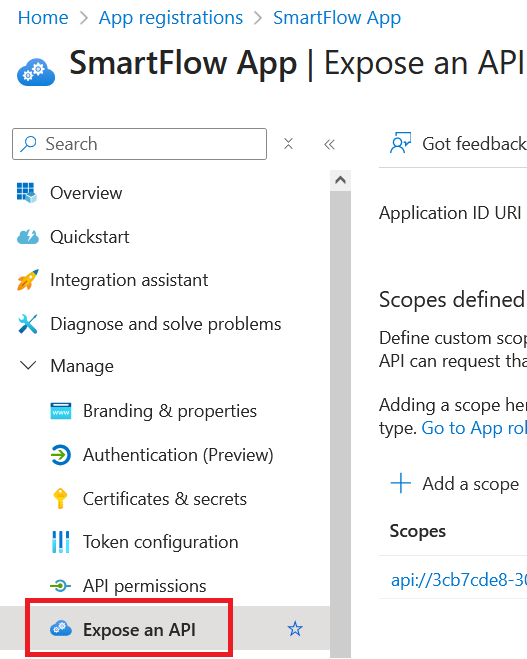 Home > App registrations > SmartFlow App
SmartFlow App | Expose an API
Search
Overview
Quickstart
Integration assistant
Diagnose and solve problems
Manage
Branding & properties
Authentication (Preview)
Certificates & secrets
Token configuration
API permissions
Expose an API
Got feedback
Application ID URI
Scopes defined
Define custom scop
API can request tha
Adding a scope her
type. Go to App rol
Add a scope
Scopes
api://3cb7cde8-30